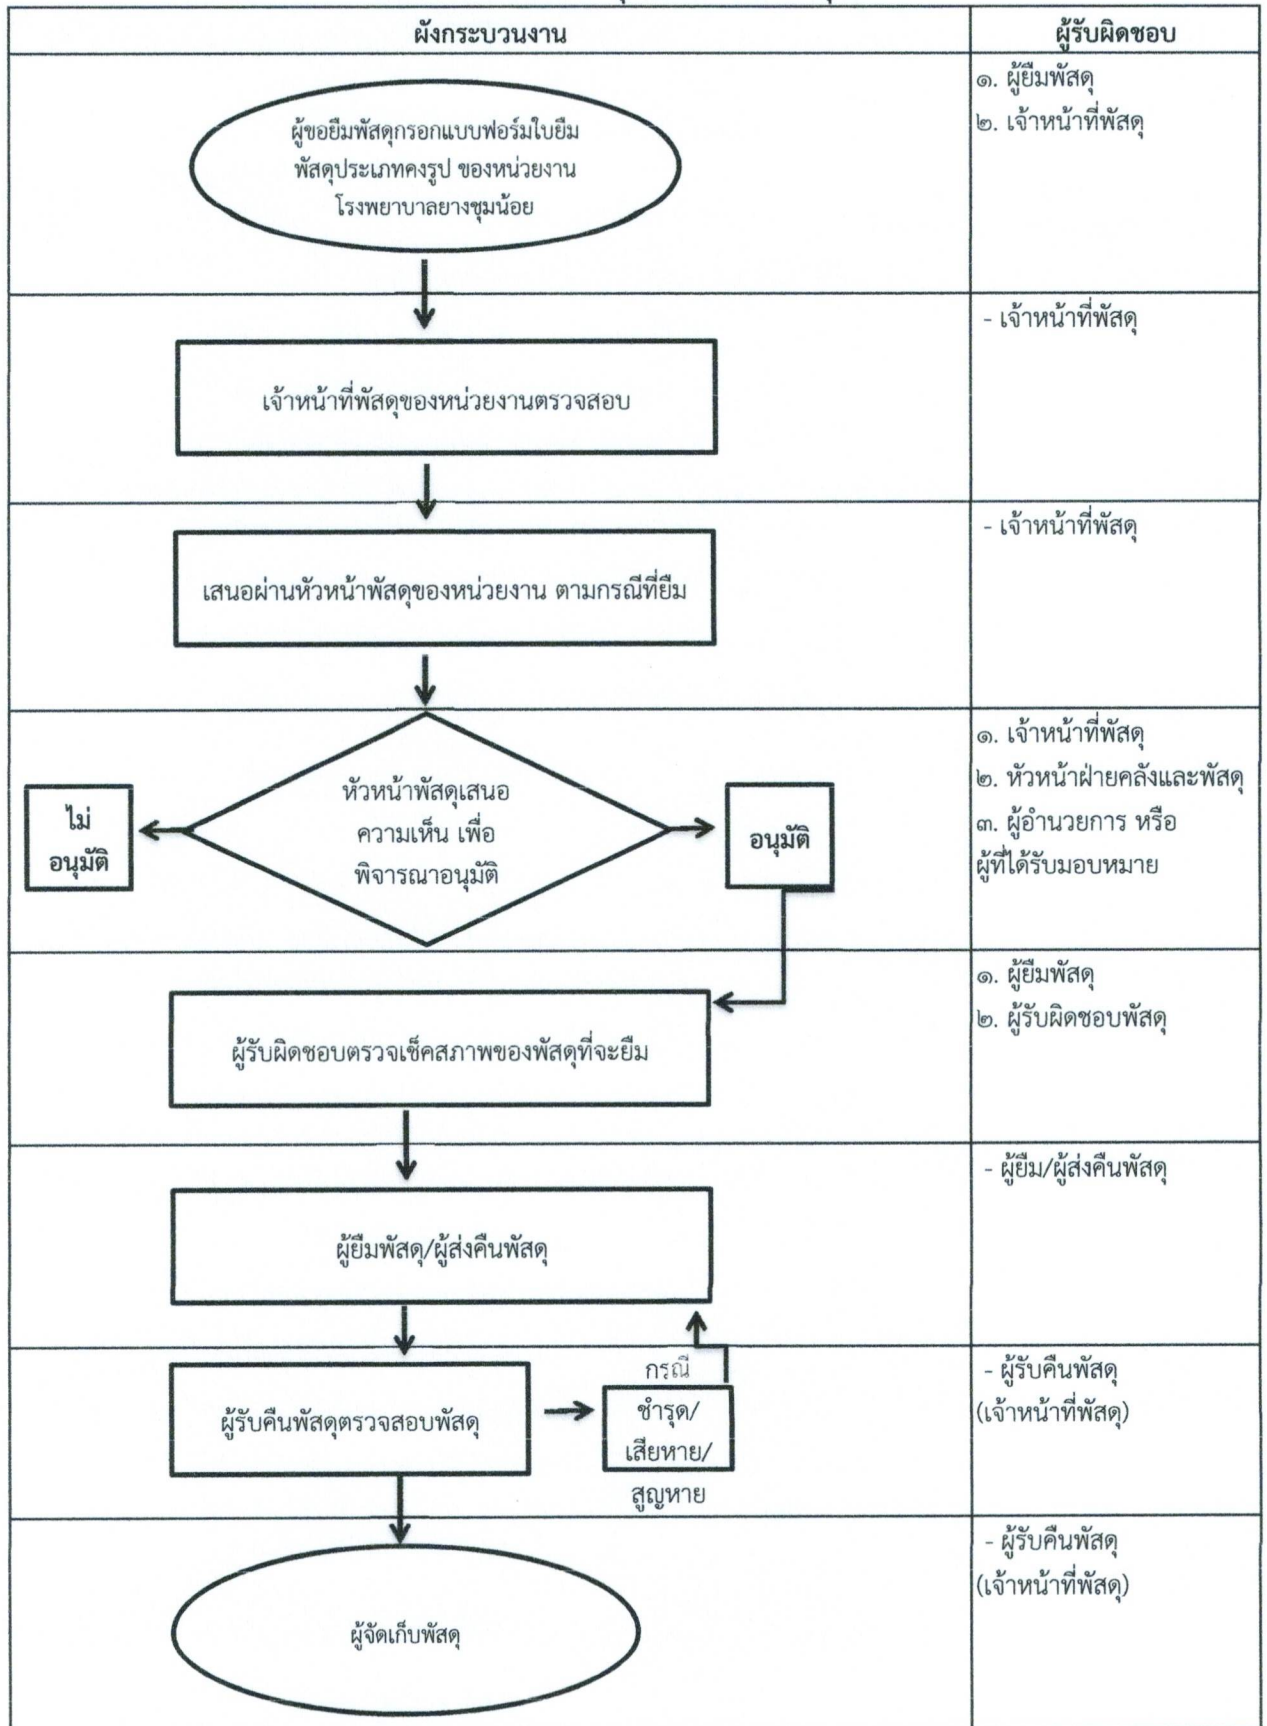 ผังกระบวนงาน
ผู้รับผิดชอบ
ผู้ขอยืมพัสดุกรอกแบบฟอร์มใบยืม
พัสดุประเภทคงรูป ของหน่วยงาน
โรงพยาบาลยางชุมน้อย
๑. ผู้ยืมพัสดุ
๒. เจ้าหน้าที่พัสดุ
เจ้าหน้าที่พัสดุของหน่วยงานตรวจสอบ
- เจ้าหน้าที่พัสดุ
เสนอผ่านหัวหน้าพัสดุของหน่วยงาน ตามกรณีที่ยืม
- เจ้าหน้าที่พัสดุ
ไม่
อนุมัติ
หัวหน้าพัสดุเสนอ
ความเห็น เพื่อ
พิจารณาอนุมัติ
อนุมัติ
๑. เจ้าหน้าที่พัสดุ
๒. หัวหน้าฝ่ายคลังและพัสดุ
๓. ผู้อำนวยการ หรือ
ผู้ที่ได้รับมอบหมาย
ผู้รับผิดชอบตรวจเช็คสภาพของพัสดุที่จะยืม
๑. ผู้ยืมพัสดุ
๒. ผู้รับผิดชอบพัสดุ
ผู้ยืมพัสดุ/ผู้ส่งคืนพัสดุ
- ผู้ยืม/ผู้ส่งคืนพัสดุ
ผู้รับคืนพัสดุตรวจสอบพัสดุ
กรณี
ชำรุด/
เสียหาย/
สูญหาย
- ผู้รับคืนพัสดุ
(เจ้าหน้าที่พัสดุ)
ผู้จัดเก็บพัสดุ
- ผู้รับคืนพัสดุ
(เจ้าหน้าที่พัสดุ)